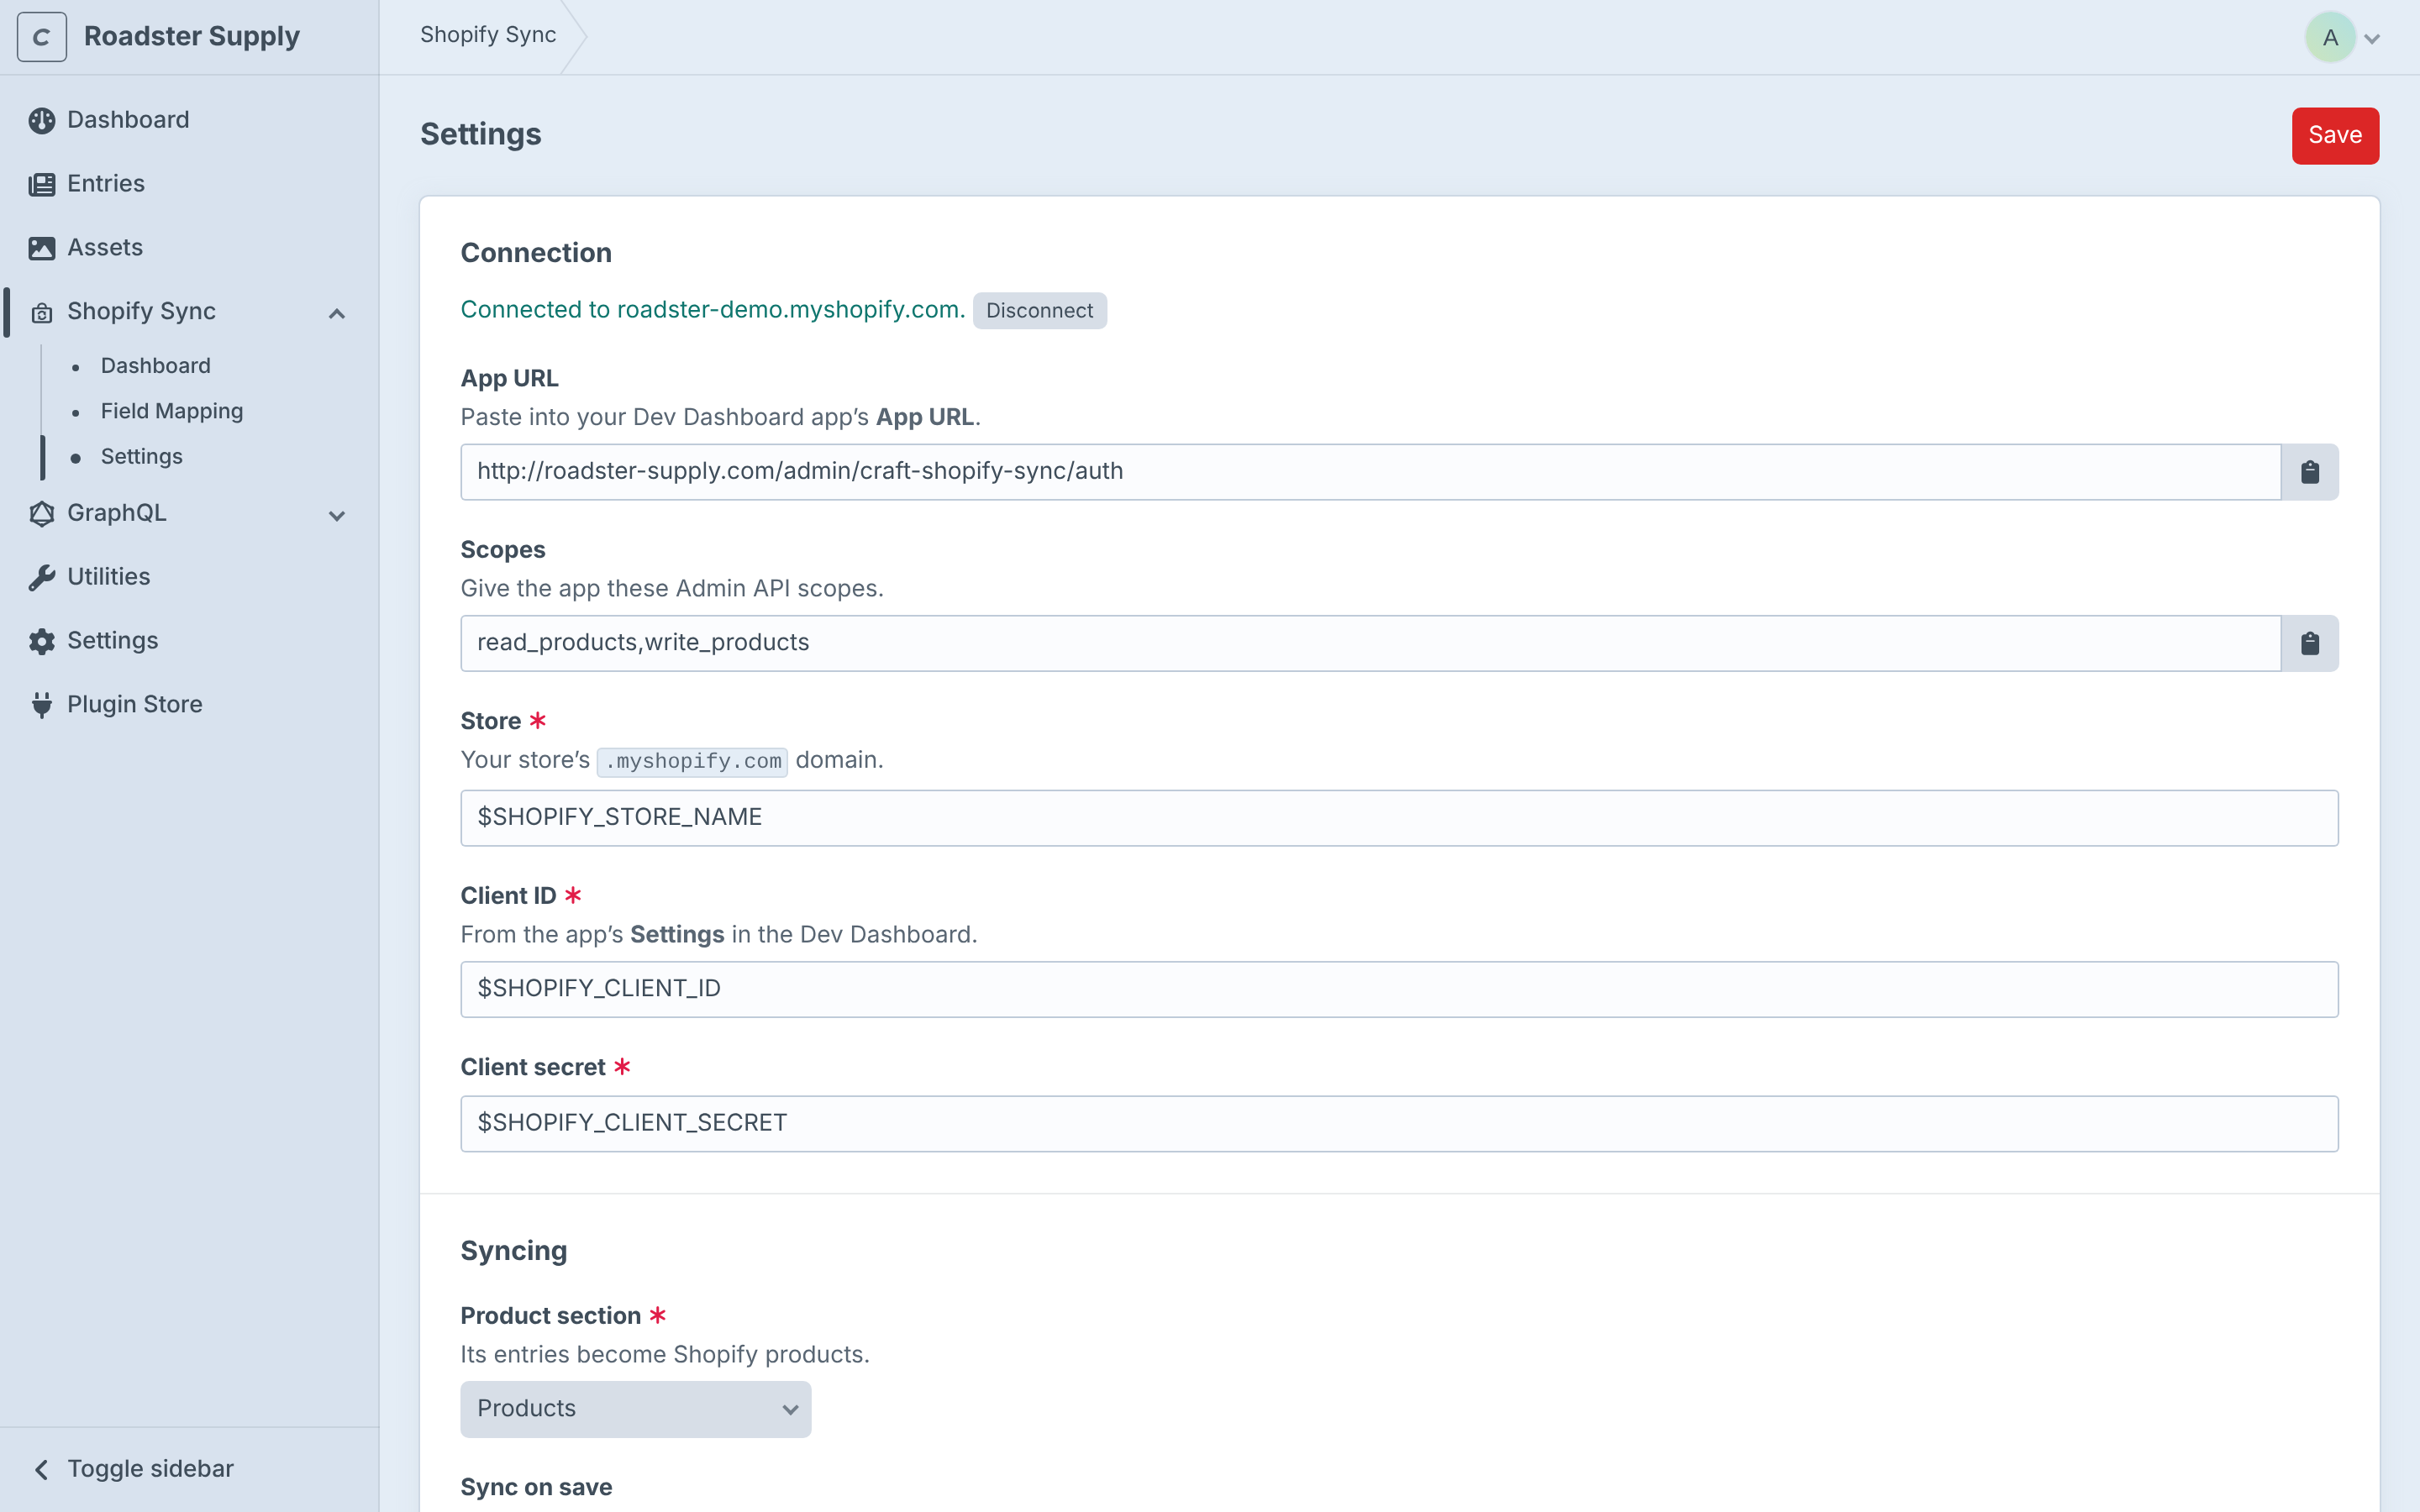 C
Roadster Supply
Shopify Sync
A
Dashboard
Entries
Assets
Shopify Sync
Dashboard
Field Mapping
Settings
GraphQL
Utilities
Settings
Plugin Store
Toggle sidebar
Settings
Save
Connection
Connected to roadster-demo.myshopify.com. Disconnect
App URL
Paste into your Dev Dashboard app’s App URL.
http://roadster-supply.com/admin/craft-shopify-sync/auth
Scopes
Give the app these Admin API scopes.
read_products,write_products
Store *
Your store’s .myshopify.com domain.
$SHOPIFY_STORE_NAME
Client ID *
From the app’s Settings in the Dev Dashboard.
$SHOPIFY_CLIENT_ID
Client secret *
$SHOPIFY_CLIENT_SECRET
Syncing
Product section *
Its entries become Shopify products.
Products
Sync on save